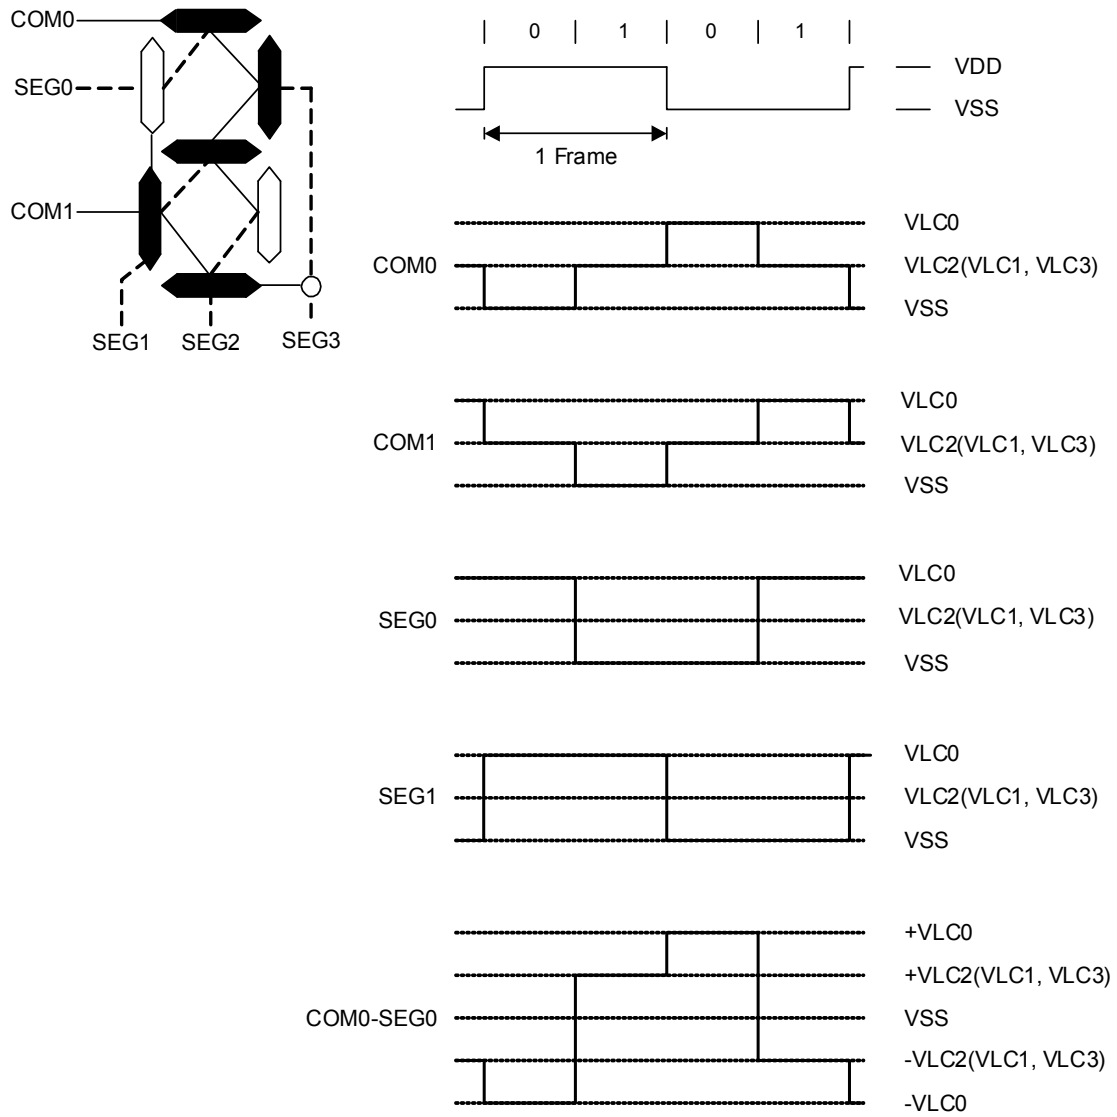 COM0
SEG0
COM1
SEG1 SEG2 SEG3
| 0 | 1 | 0 | 1 |
VDD
VSS
1 Frame
COM0
VLC0
VLC2(VLC1, VLC3)
VSS
COM1
VLC0
VLC2(VLC1, VLC3)
VSS
SEG0
VLC0
VLC2(VLC1, VLC3)
VSS
SEG1
VLC0
VLC2(VLC1, VLC3)
VSS
COM0-SEG0
+VLC0
+VLC2(VLC1, VLC3)
VSS
-VLC2(VLC1, VLC3)
-VLC0